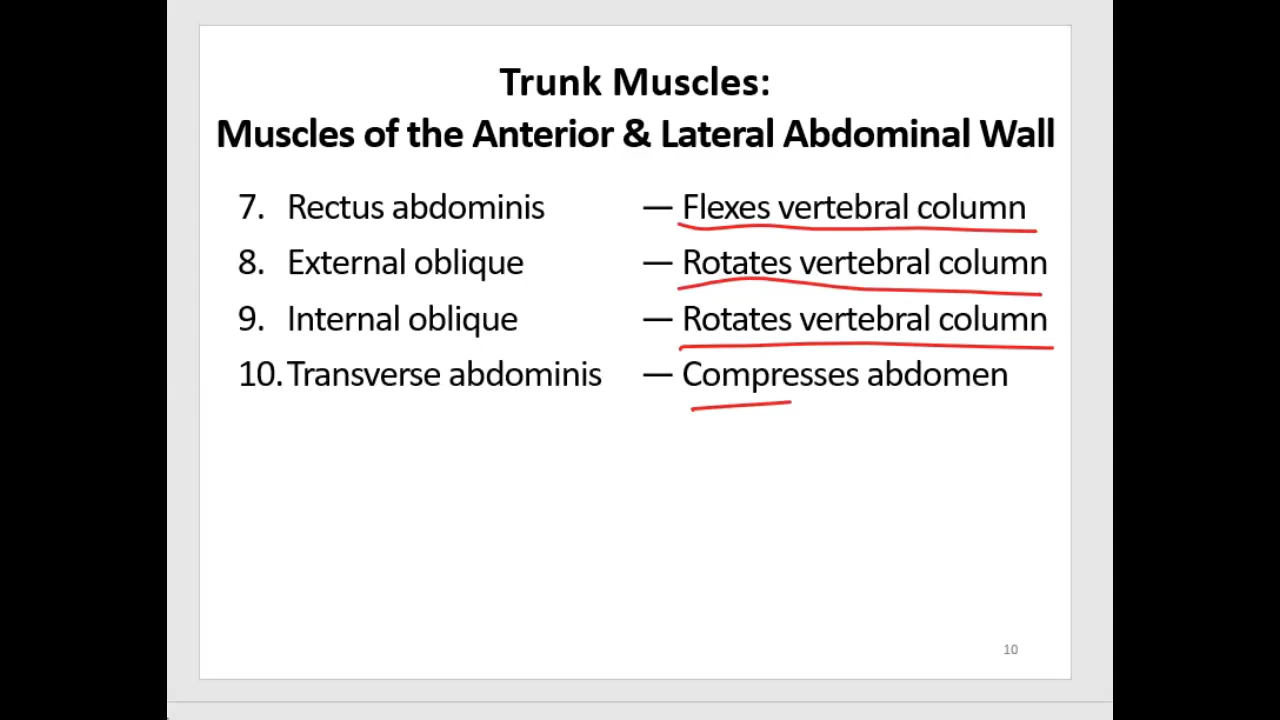 Trunk Muscles:
Muscles of the Anterior & Lateral Abdominal Wall
7. Rectus abdominis — Flexes vertebral column
8. External oblique — Rotates vertebral column
9. Internal oblique — Rotates vertebral column
10. Transverse abdominis — Compresses abdomen
10